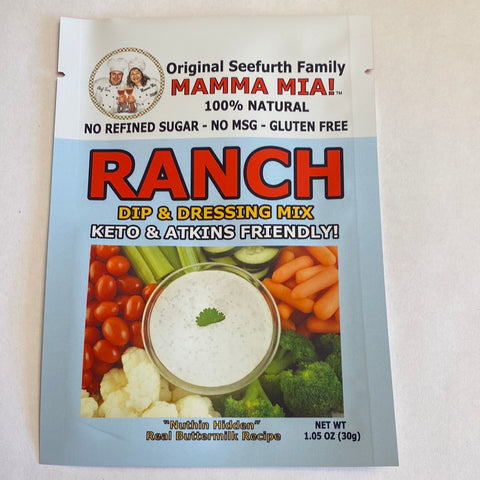 Original Seefurth Family
MAMMA MIA!™
100% NATURAL
NO REFINED SUGAR - NO MSG - GLUTEN FREE
RANCH
DIP & DRESSING MIX
KETO & ATKINS FRIENDLY!
"Nuthin Hidden"
Real Buttermilk Recipe
NET WT
1.05 OZ (30g)